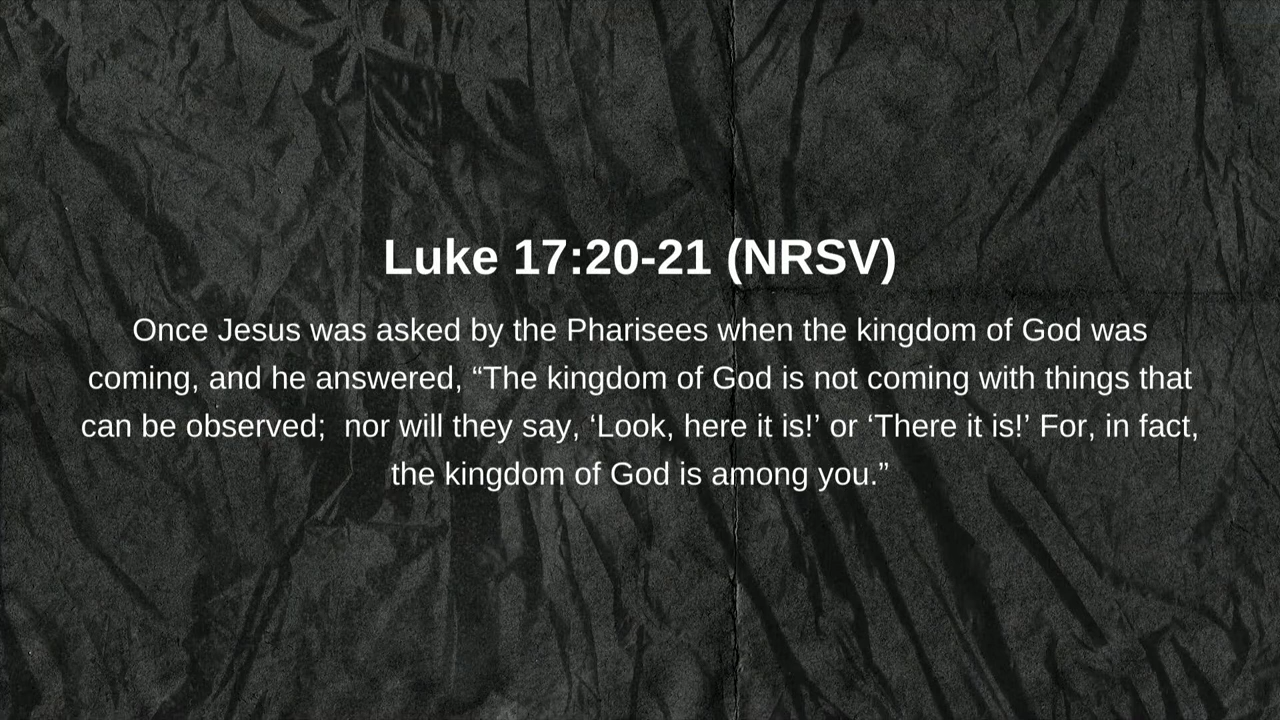 Luke 17:20-21 (NRSV)
Once Jesus was asked by the Pharisees when the kingdom of God was
coming, and he answered, “The kingdom of God is not coming with things that
can be observed;  nor will they say, ‘Look, here it is!’ or ‘There it is!’ For, in fact,
the kingdom of God is among you.”